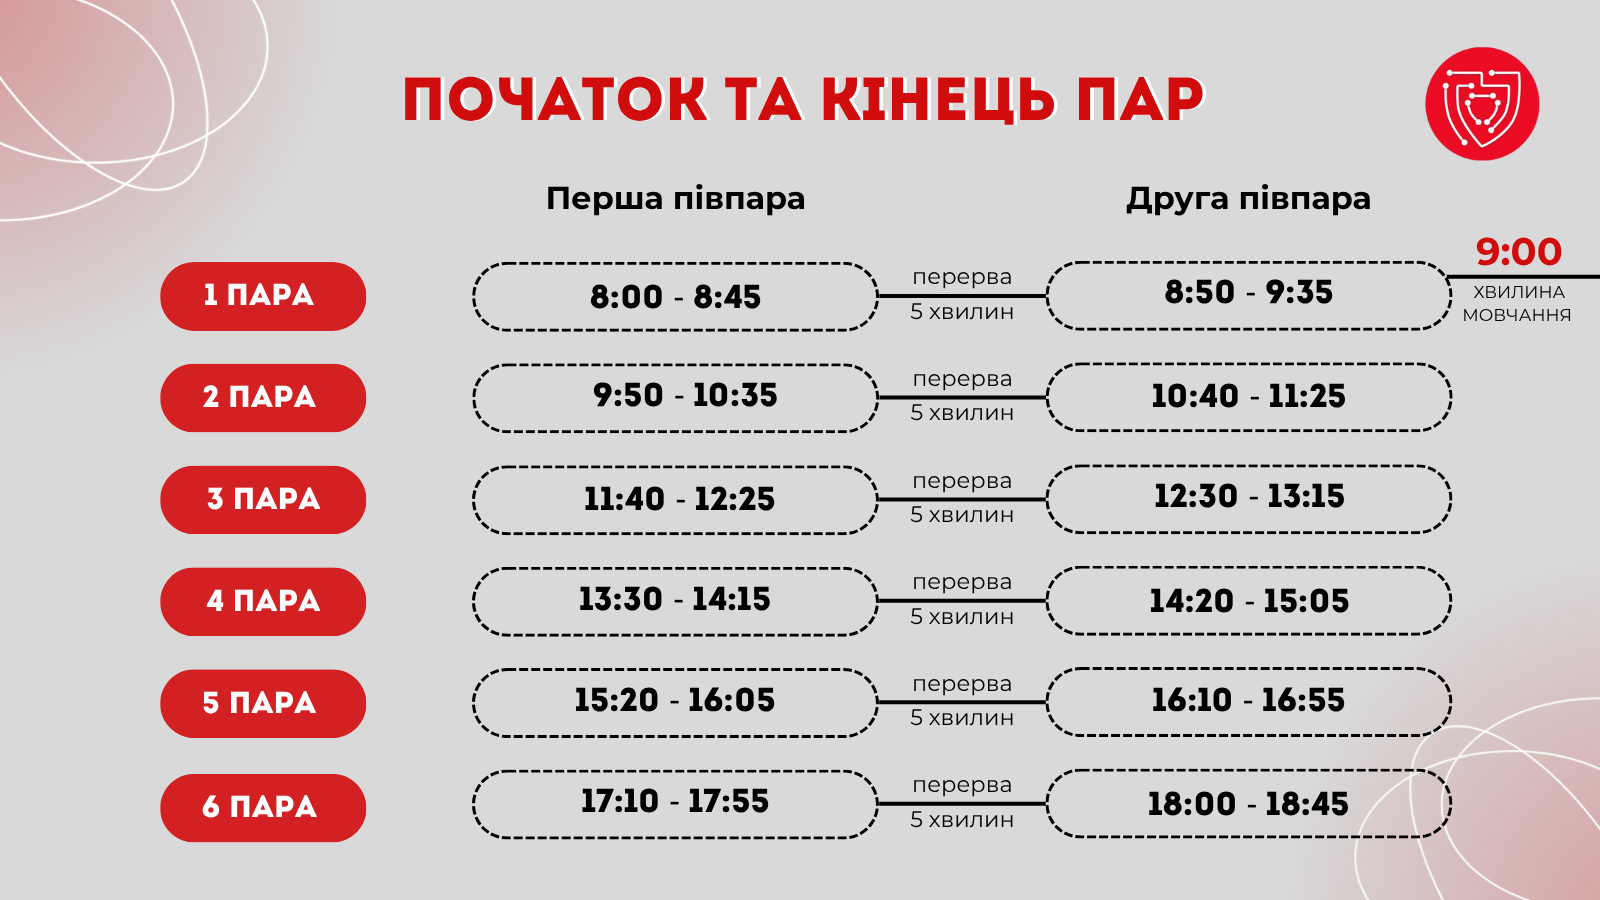 ПОЧАТОК ТА КІНЕЦЬ ПАР
Перша півпара
Друга півпара
1 ПАРА
8:00 - 8:45
перерва
5 хвилин
8:50 - 9:35
9:00
ХВИЛИНА
МОВЧАННЯ
2 ПАРА
9:50 - 10:35
перерва
5 хвилин
10:40 - 11:25
3 ПАРА
11:40 - 12:25
перерва
5 хвилин
12:30 - 13:15
4 ПАРА
13:30 - 14:15
перерва
5 хвилин
14:20 - 15:05
5 ПАРА
15:20 - 16:05
перерва
5 хвилин
16:10 - 16:55
6 ПАРА
17:10 - 17:55
перерва
5 хвилин
18:00 - 18:45